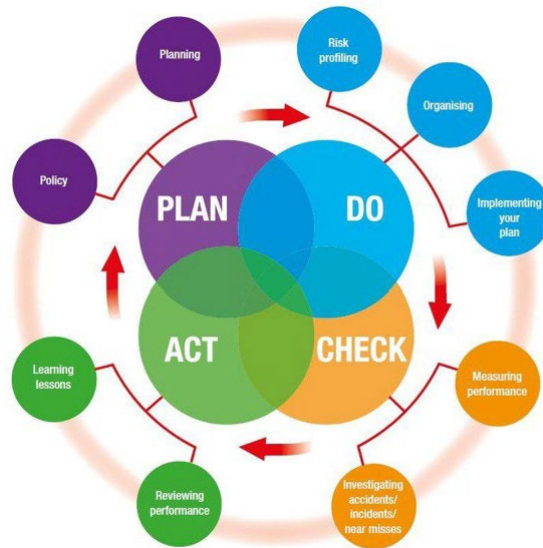 Planning
Risk
profiling
Organising
Policy
Implementing
your
plan
PLAN
DO
ACT
CHECK
Learning
lessons
Measuring
performance
Reviewing
performance
Investigating
accidents/
incidents/
near misses